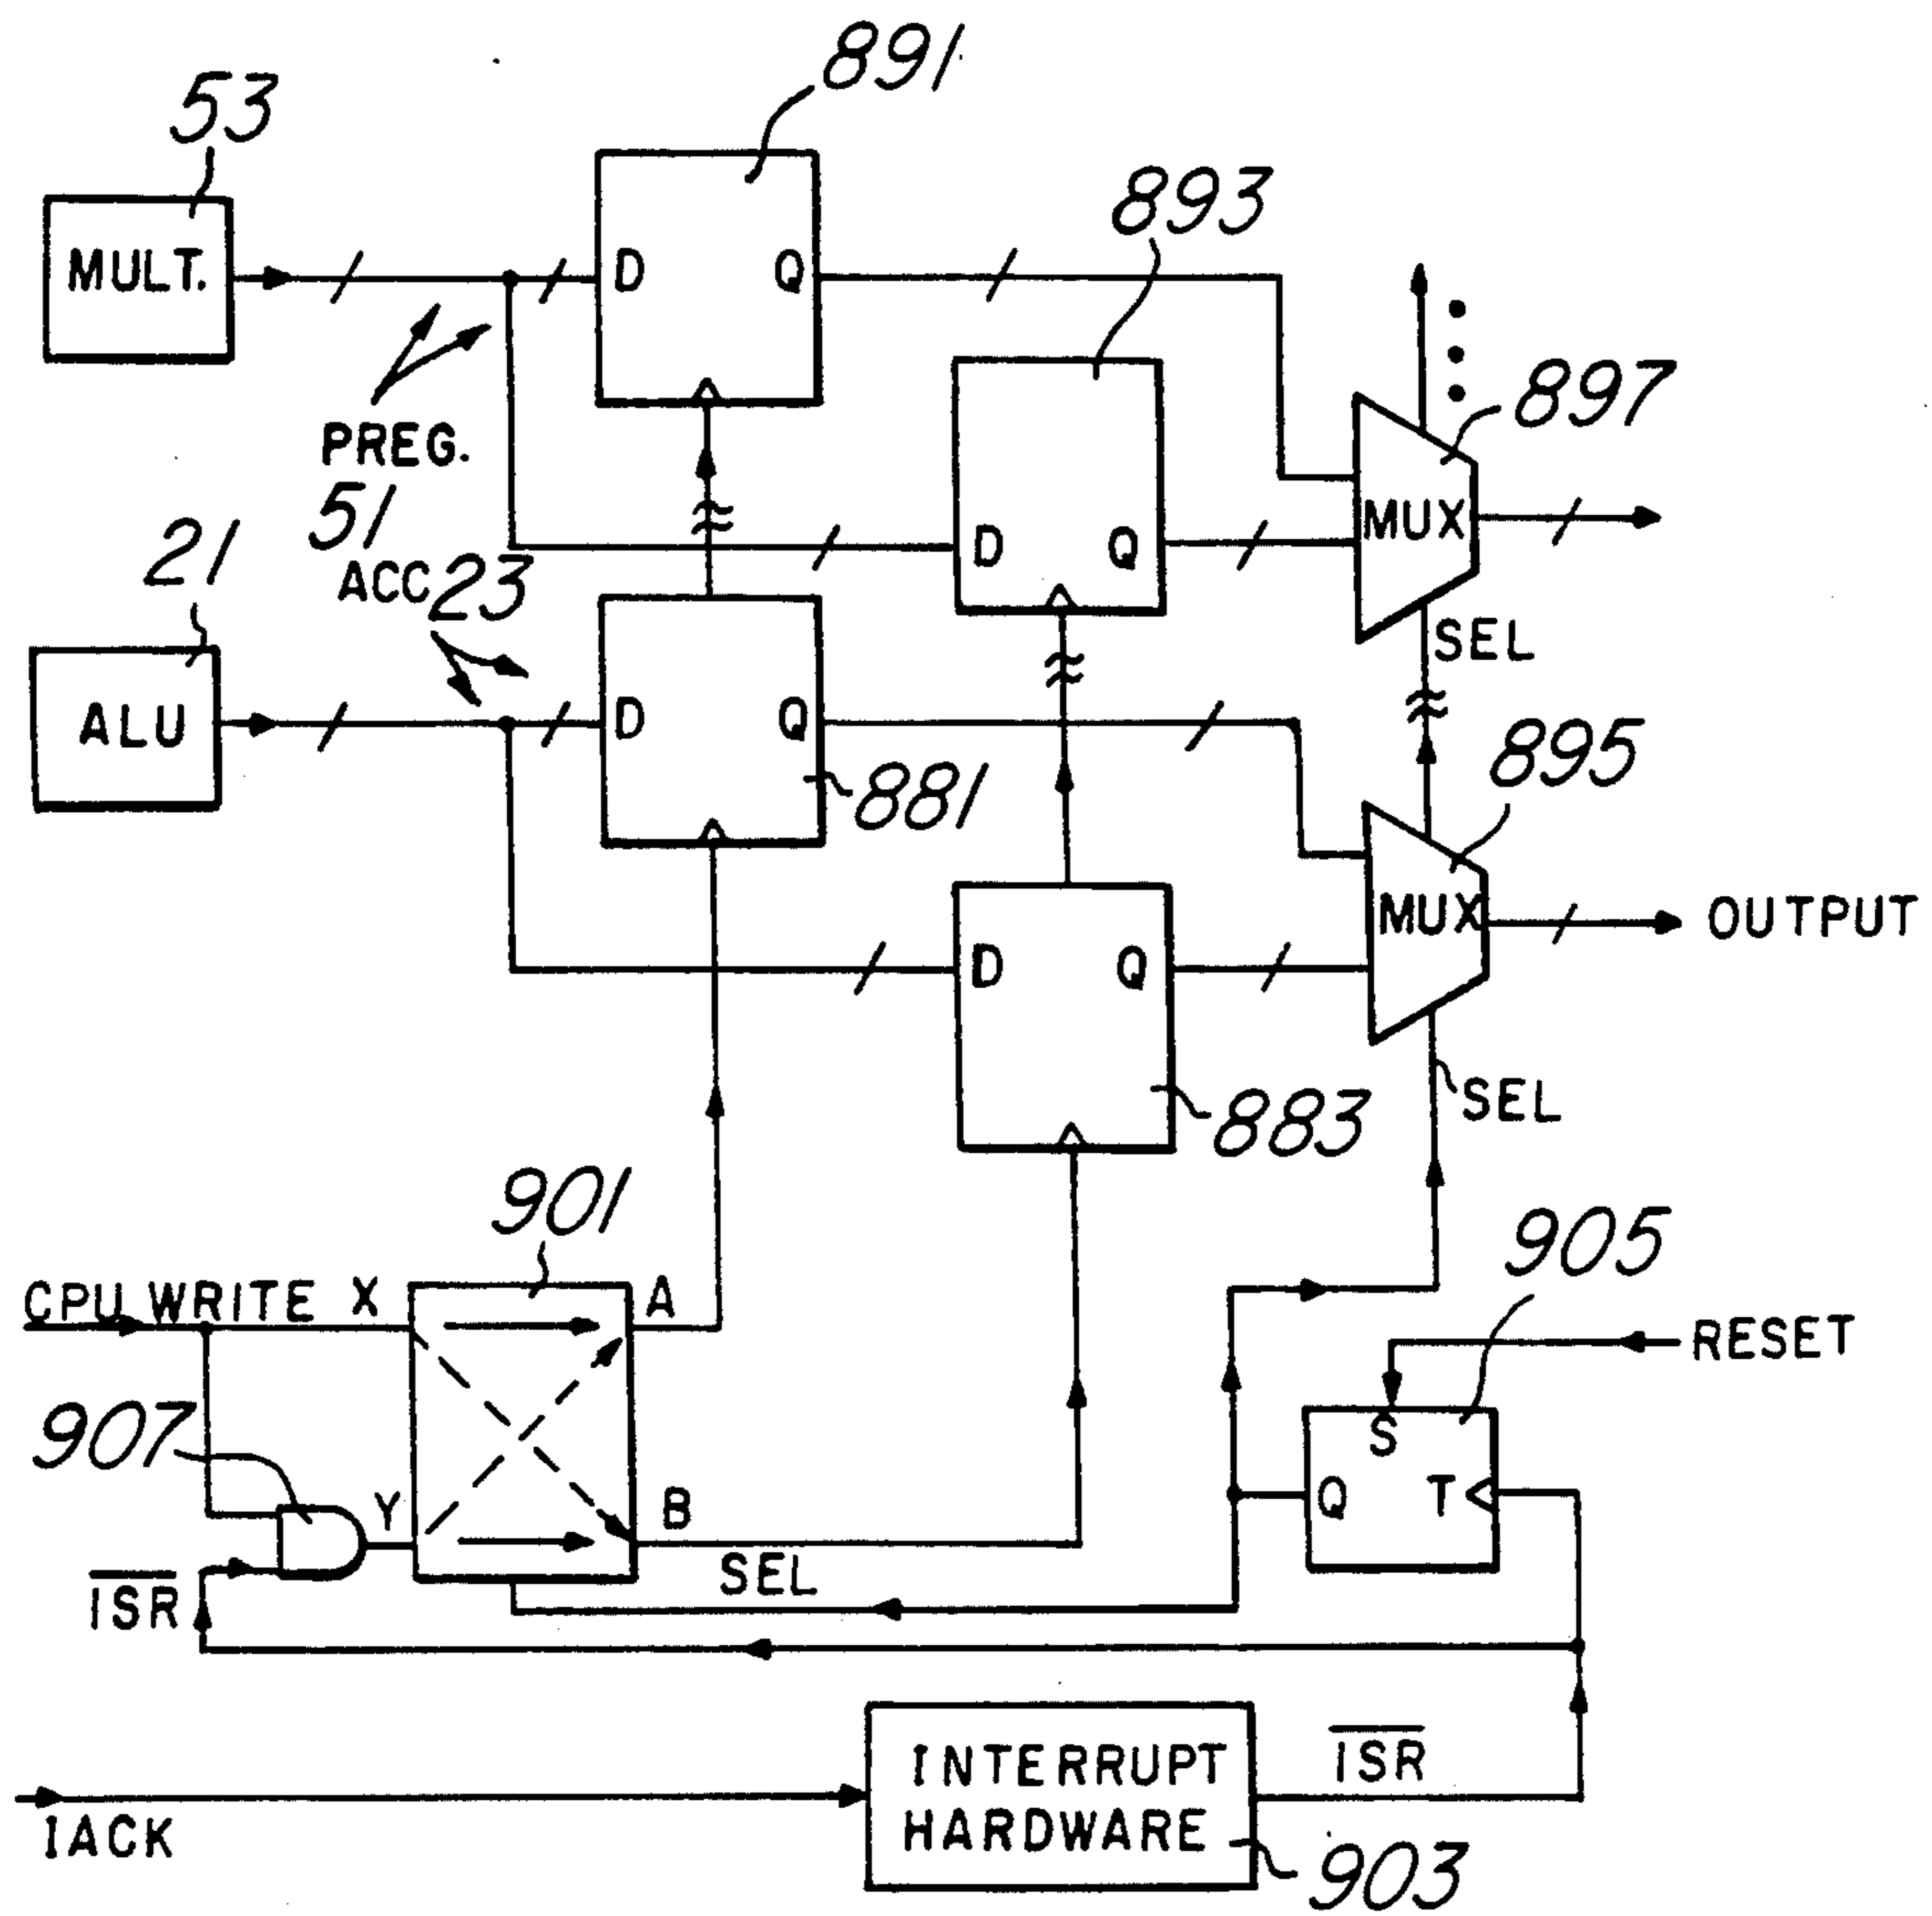 891
53
893
MULT.
D Q
897
PREG.
51
MUX
D Q
21
ACC 23
SEL
ALU
D Q
895
881
MUX
OUTPUT
D Q
SEL
883
901
905
CPU WRITE X
A
RESET
907
S
Y
B
Q T
SEL
ISR
INTERRUPT
HARDWARE
ISR
IACK
903